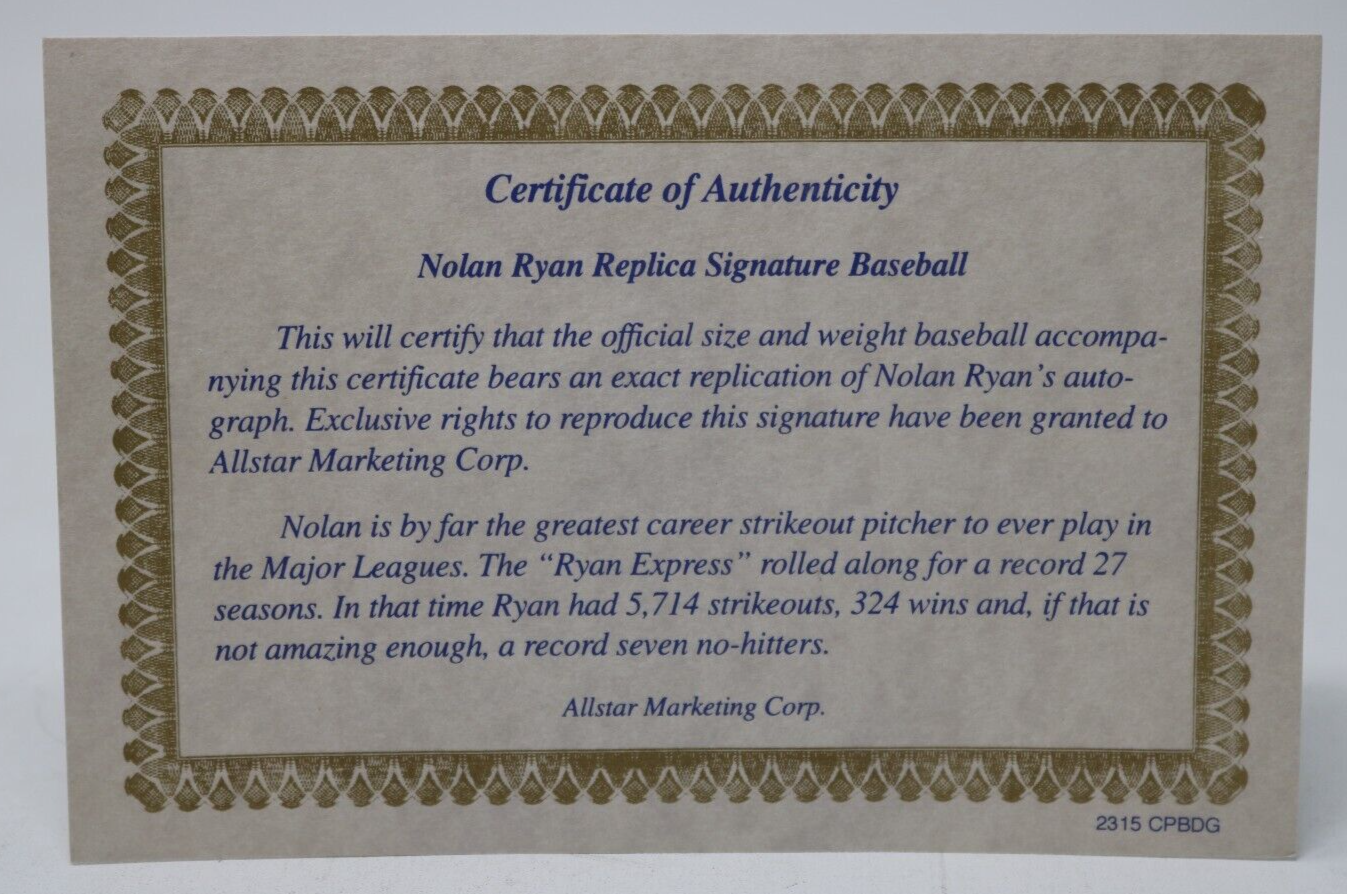 Certificate of Authenticity
Nolan Ryan Replica Signature Baseball
This will certify that the official size and weight baseball accompa-
nying this certificate bears an exact replication of Nolan Ryan's auto-
graph. Exclusive rights to reproduce this signature have been granted to
Allstar Marketing Corp.
Nolan is by far the greatest career strikeout pitcher to ever play in
the Major Leagues. The “Ryan Express” rolled along for a record 27
seasons. In that time Ryan had 5,714 strikeouts, 324 wins and, if that is
not amazing enough, a record seven no-hitters.
Allstar Marketing Corp.
2315 CPBDG